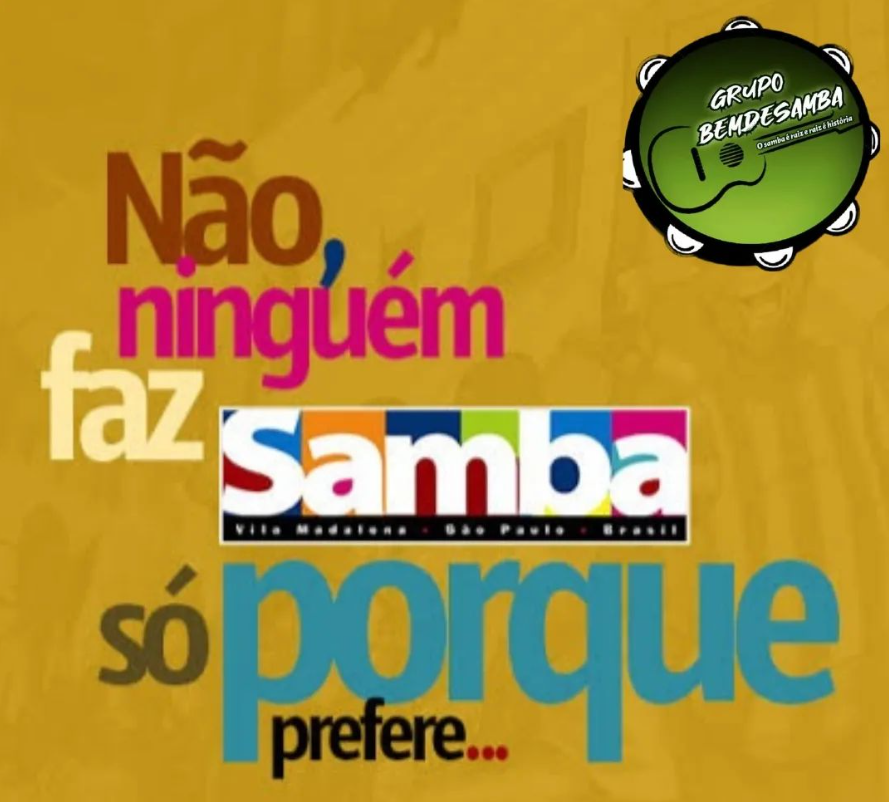 GRUPO
BEMDESAMBA
O samba é raiz e raiz é história
Não,
ninguém
faz
Samba
Vila Madalena - São Paulo - Brasil
só porque
prefere...